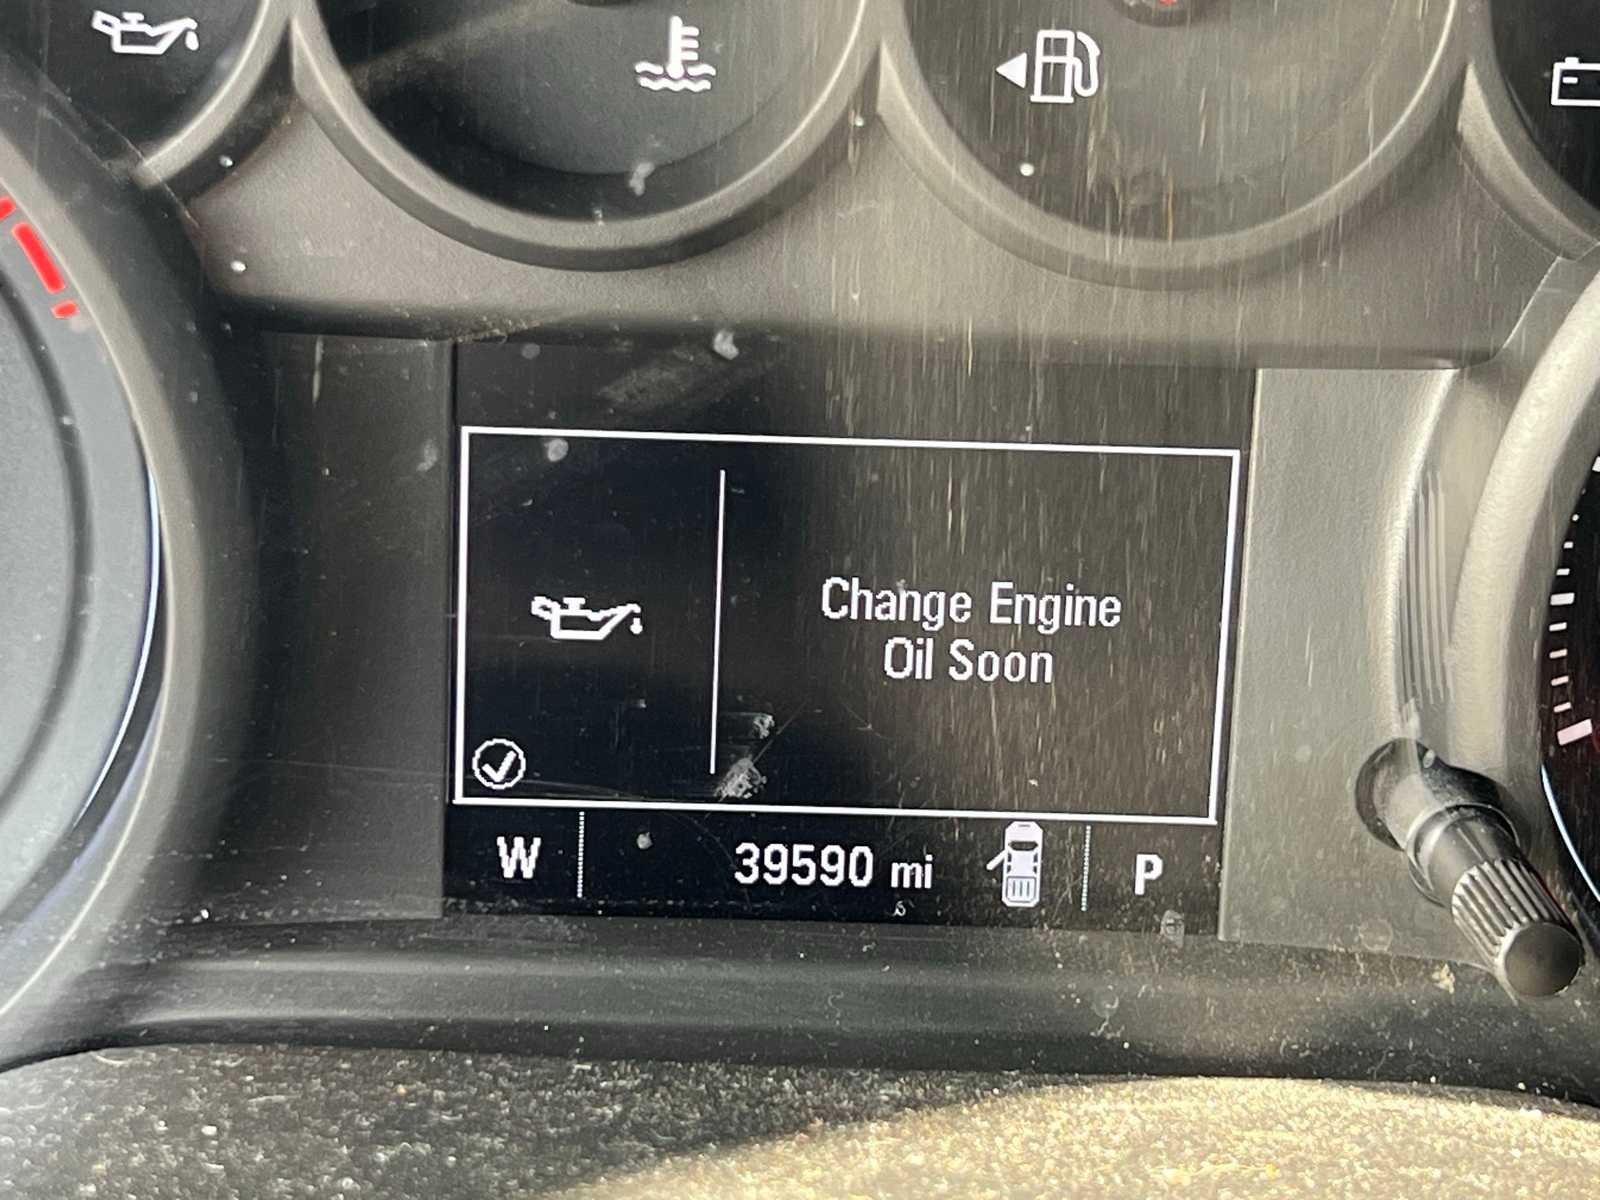 Change Engine
Oil Soon
W
39590 mi
P